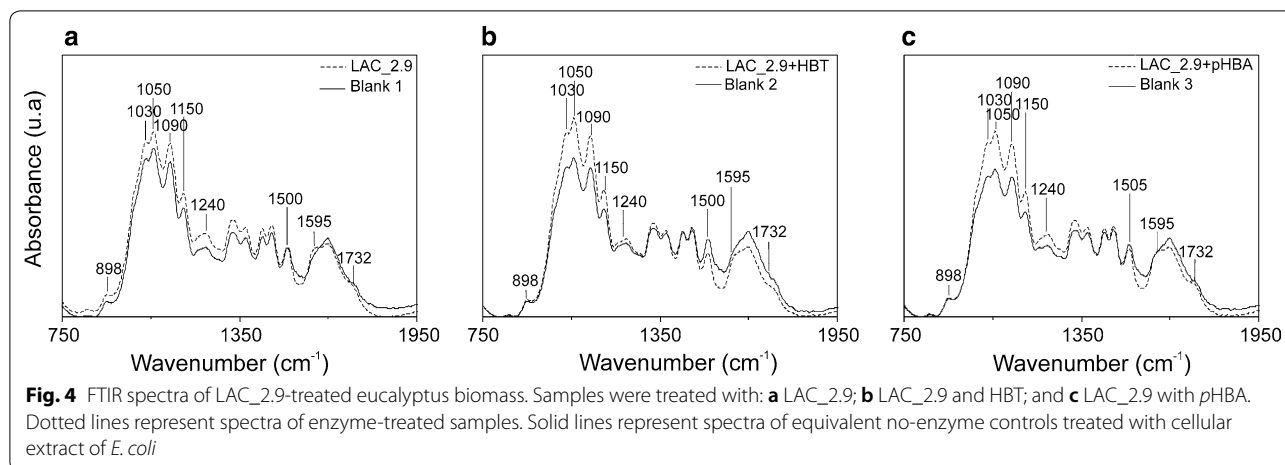 a
LAC_2.9
Blank 1
1050
1030
1090
1150
1240
1500
1595
1732
898
Absorbance (u.a)
750
1350
1950
Wavenumber (cm-1)
b
LAC_2.9+HBT
Blank 2
1050
1030
1090
1150
1240
1500
1595
1732
898
750
1350
1950
Wavenumber (cm-1)
c
LAC_2.9+pHBA
Blank 3
1090
1030
1050
1150
1240
1505
1595
1732
898
750
1350
1950
Wavenumber (cm-1)
Fig. 4 FTIR spectra of LAC_2.9-treated eucalyptus biomass. Samples were treated with: a LAC_2.9; b LAC_2.9 and HBT; and c LAC_2.9 with pHBA.
Dotted lines represent spectra of enzyme-treated samples. Solid lines represent spectra of equivalent no-enzyme controls treated with cellular
extract of E. coli